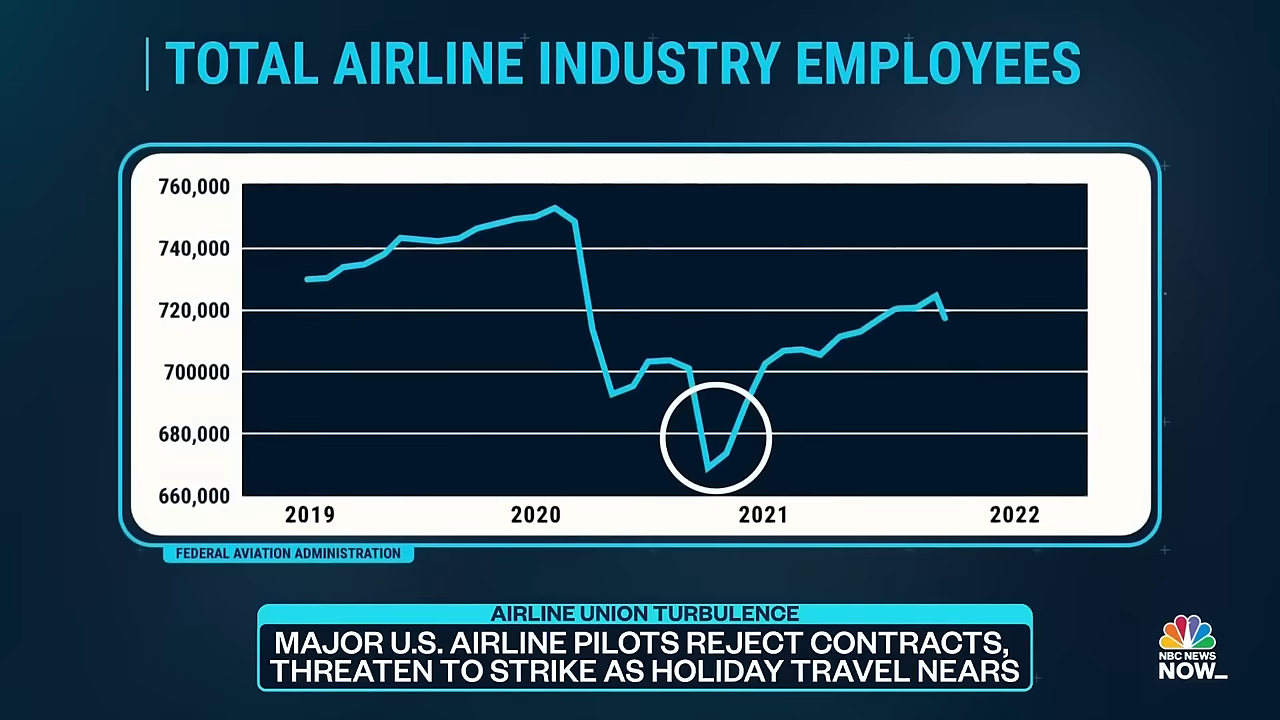 TOTAL AIRLINE INDUSTRY EMPLOYEES
760,000
740,000
720,000
700000
680,000
660,000
2019 2020 2021 2022
FEDERAL AVIATION ADMINISTRATION
AIRLINE UNION TURBULENCE
MAJOR U.S. AIRLINE PILOTS REJECT CONTRACTS,
THREATEN TO STRIKE AS HOLIDAY TRAVEL NEARS
NBC NEWS
NOW_